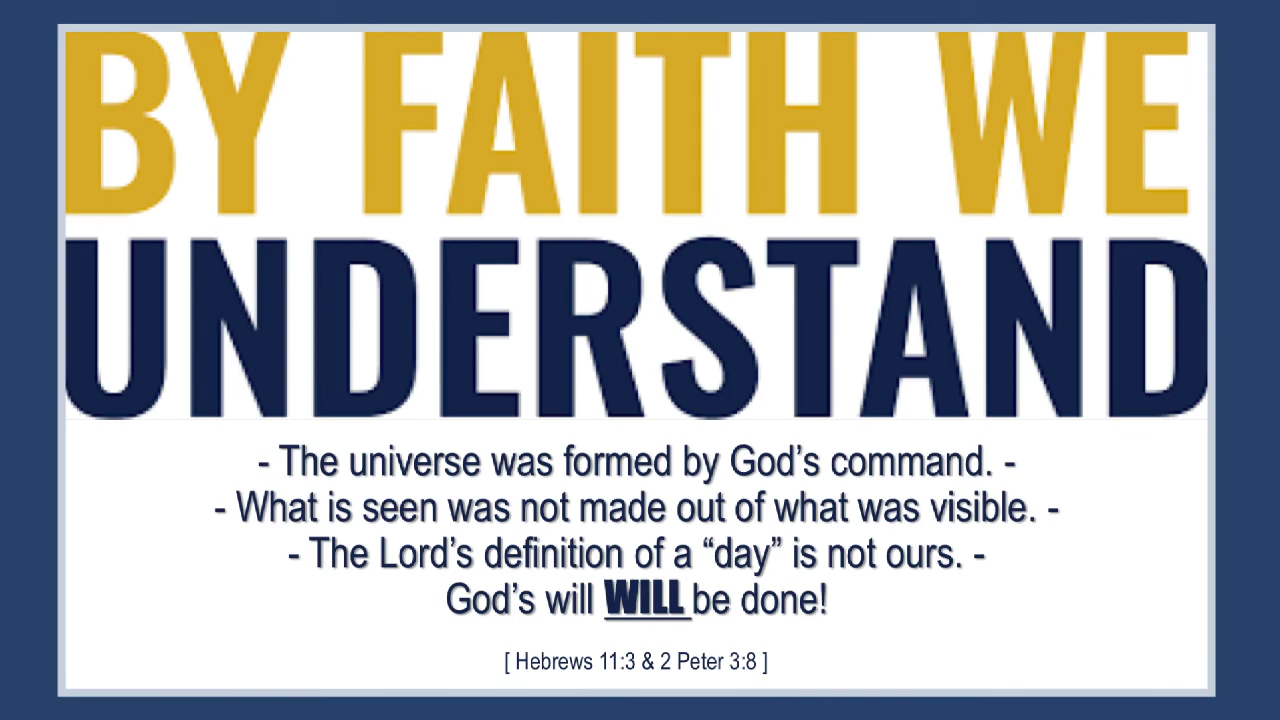 BY FAITH WE
UNDERSTAND
- The universe was formed by God’s command. -
- What is seen was not made out of what was visible. -
- The Lord’s definition of a “day” is not ours. -
God’s will WILL be done!
[ Hebrews 11:3 & 2 Peter 3:8 ]